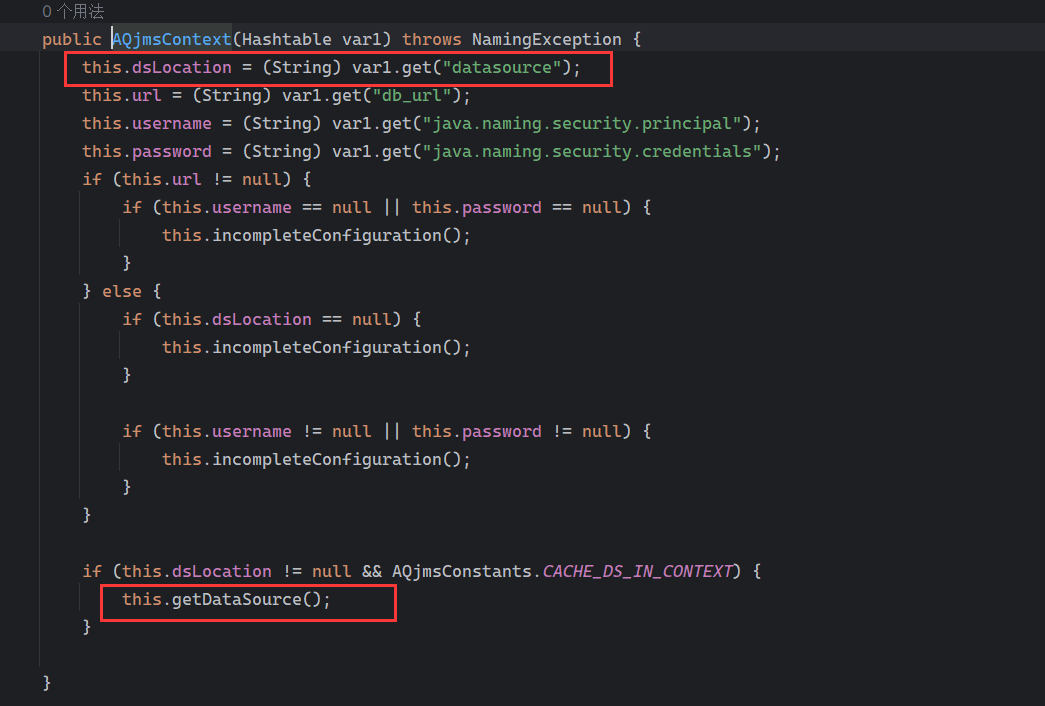 0 个用法
public AQjmsContext(Hashtable var1) throws NamingException {
this.dsLocation = (String) var1.get("datasource");
this.url = (String) var1.get("db_url");
this.username = (String) var1.get("java.naming.security.principal");
this.password = (String) var1.get("java.naming.security.credentials");
if (this.url != null) {
if (this.username == null || this.password == null) {
this.incompleteConfiguration();
}
} else {
if (this.dsLocation == null) {
this.incompleteConfiguration();
}
if (this.username != null || this.password != null) {
this.incompleteConfiguration();
}
}
if (this.dsLocation != null && AQjmsConstants.CACHE_DS_IN_CONTEXT) {
this.getDataSource();
}
}